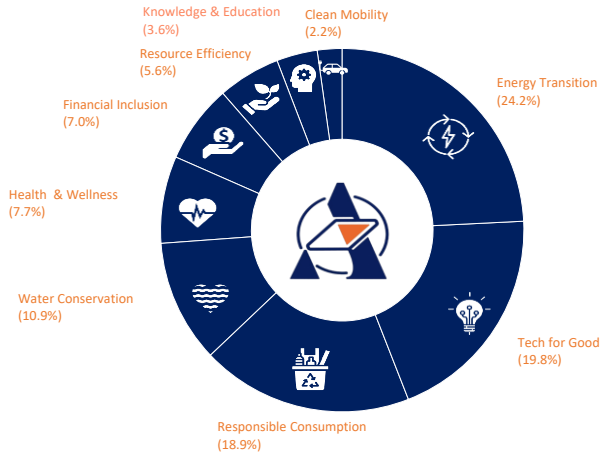 Knowledge & Education
(3.6%)
Clean Mobility
(2.2%)
Resource Efficiency
(5.6%)
Energy Transition
(24.2%)
Financial Inclusion
(7.0%)
$
Health & Wellness
(7.7%)
Water Conservation
(10.9%)
Tech for Good
(19.8%)
Responsible Consumption
(18.9%)